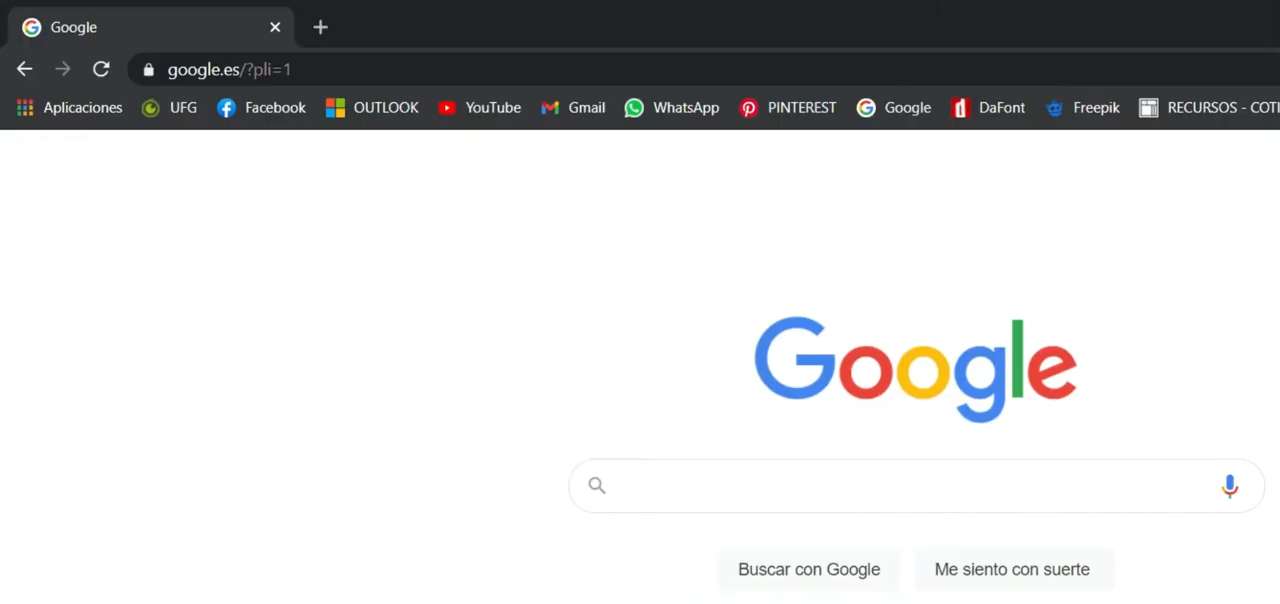 Google
google.es/?pli=1
Aplicaciones UFG Facebook OUTLOOK YouTube Gmail WhatsApp PINTEREST Google DaFont Freepik RECURSOS - COTI
Google
Buscar con Google Me siento con suerte